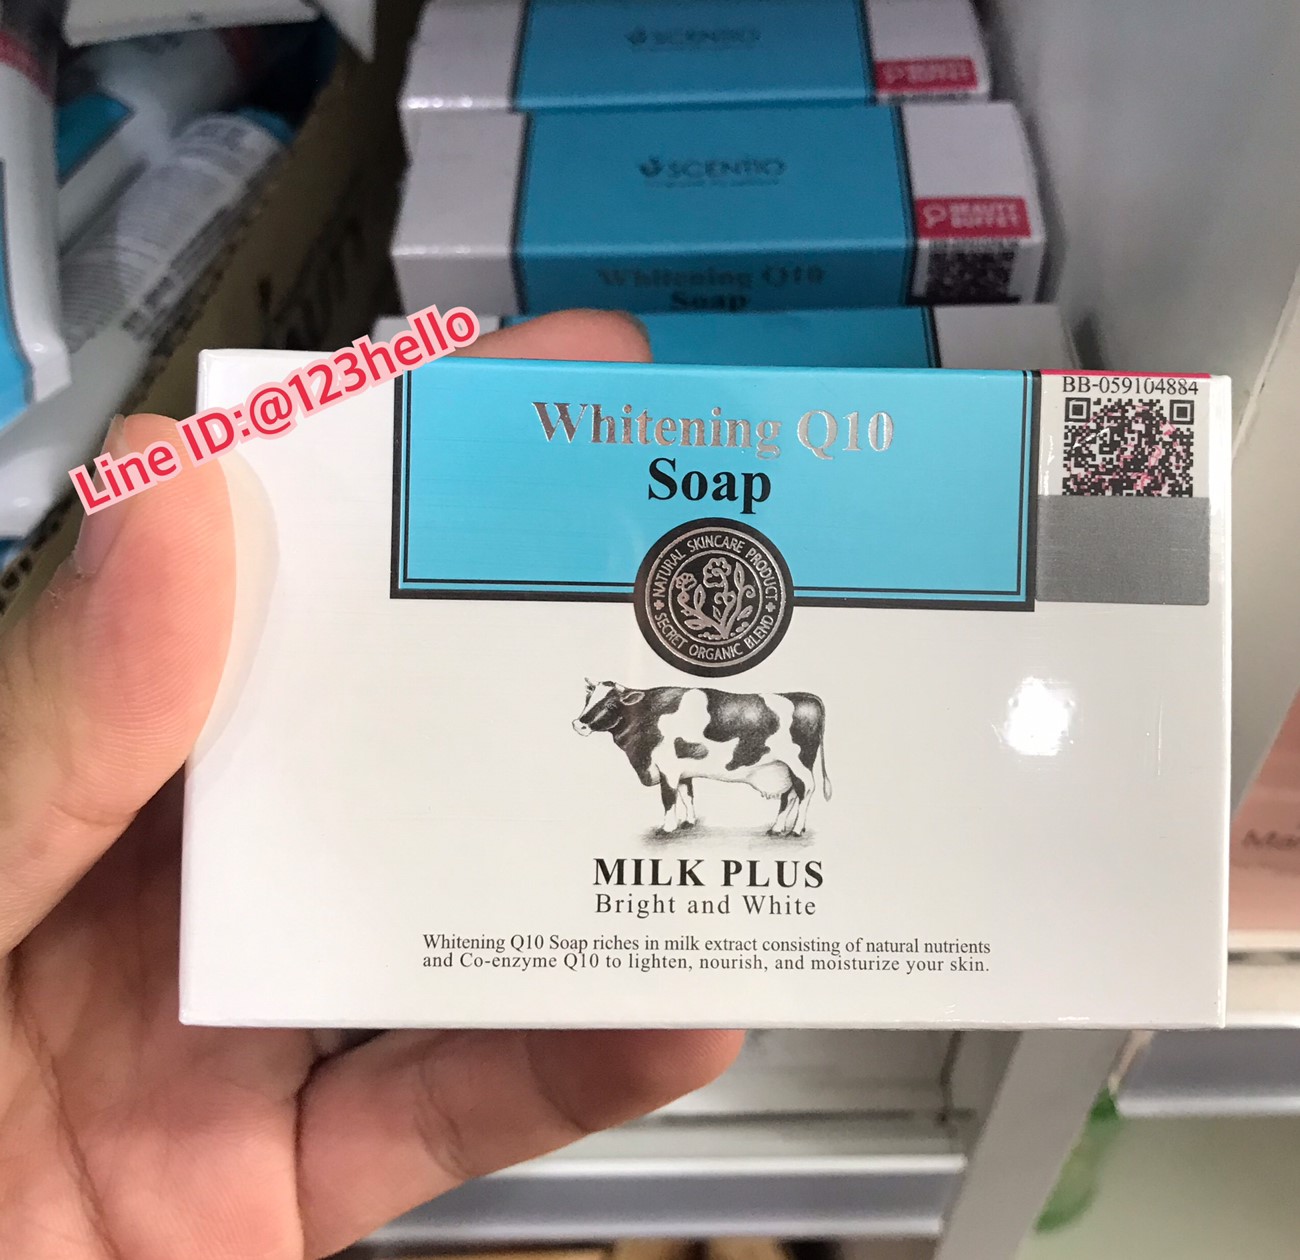 SCENTIO
SCENTIO
BEAUTY
BUFFET
Whitening Q10
Soap
Line ID:@123hello
BB-059104884
Whitening Q10
Soap
NATURAL SKINCARE PRODUCT
SECRET ORGANIC BLEND
MILK PLUS
Bright and White
Whitening Q10 Soap riches in milk extract consisting of natural nutrients
and Co-enzyme Q10 to lighten, nourish, and moisturize your skin.